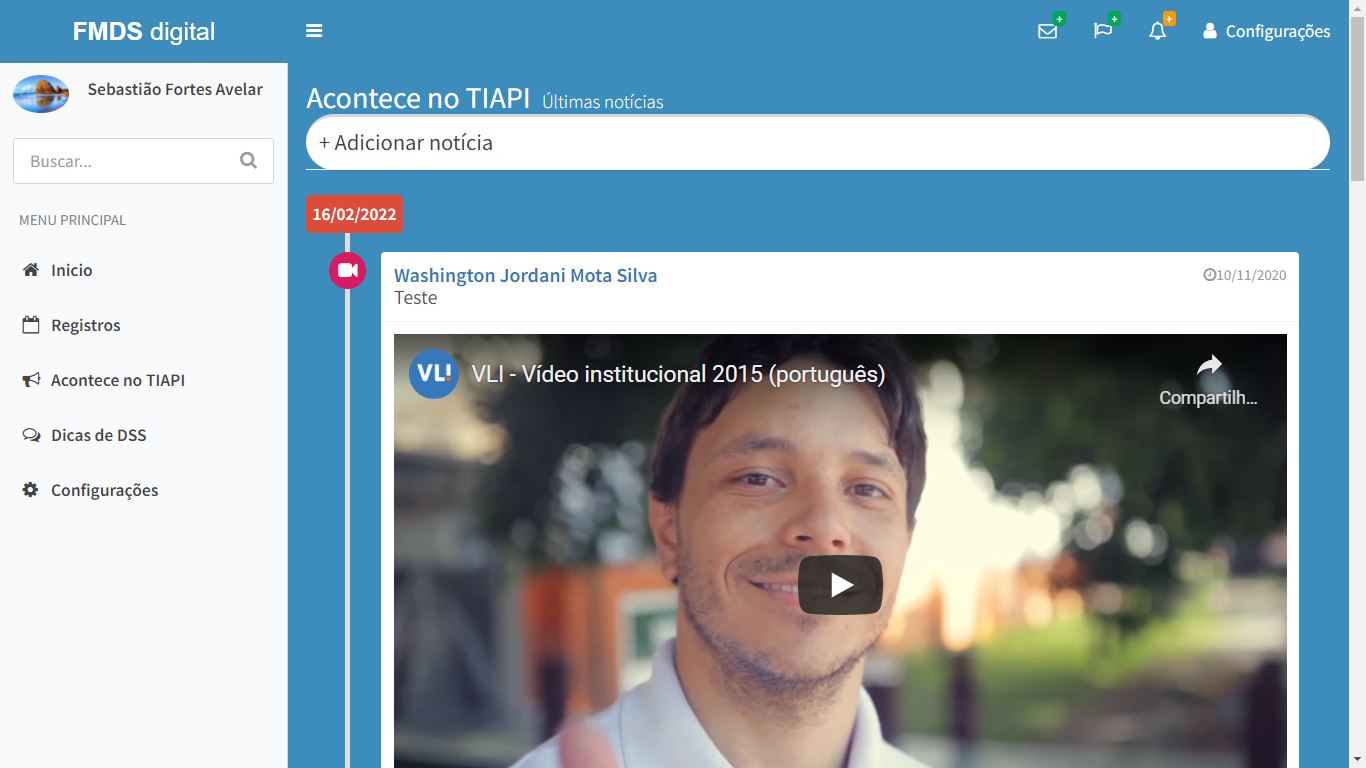 FMDS digital
Configurações
Sebastião Fortes Avelar
Buscar...
MENU PRINCIPAL
Inicio
Registros
Acontece no TIAPI
Dicas de DSS
Configurações
Acontece no TIAPI Últimas notícias
+ Adicionar notícia
16/02/2022
Washington Jordani Mota Silva
10/11/2020
Teste
VLI
VLI - Vídeo institucional 2015 (português)
Compartilh...